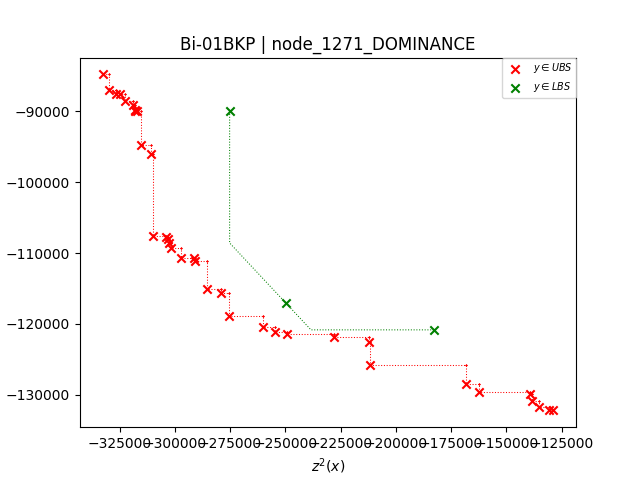 Bi-01BKP | node_1271_DOMINANCE
y ∈ UBS
y ∈ LBS
−90000
−100000
−110000
−120000
−130000
−325000 −300000 −275000 −250000 −225000 −200000 −175000 −150000 −125000
z²(x)